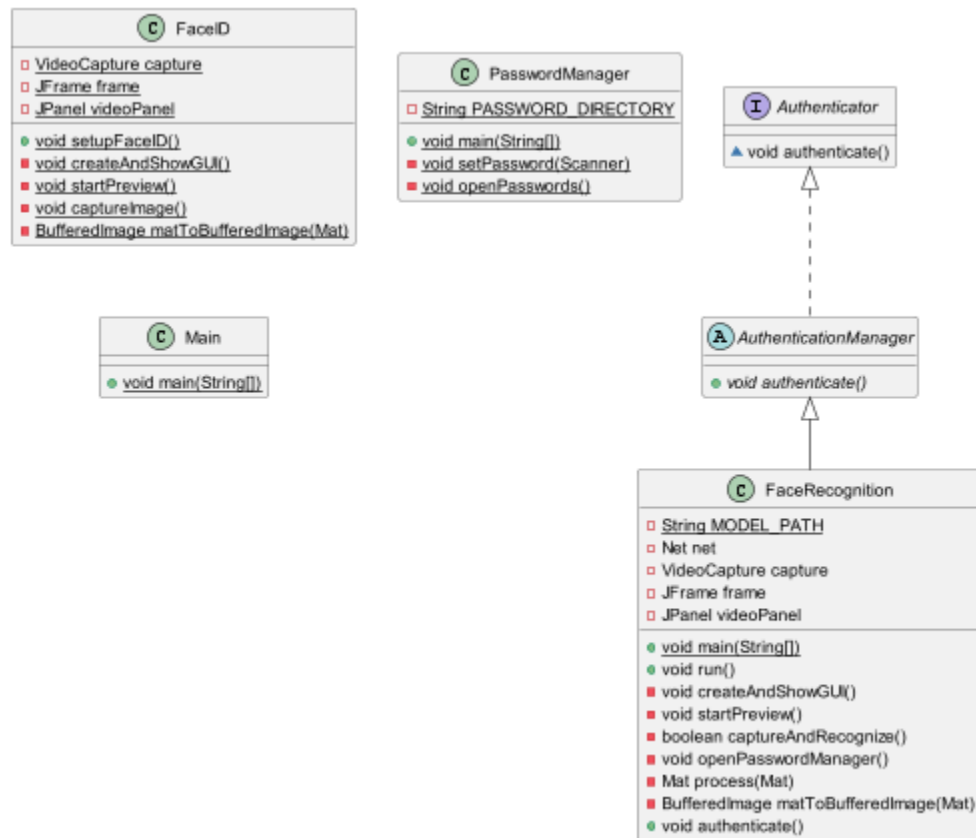 C FaceID
VideoCapture capture
JFrame frame
JPanel videoPanel
void setupFaceID()
void createAndShowGUI()
void startPreview()
void captureImage()
BufferedImage matToBufferedImage(Mat)
C PasswordManager
String PASSWORD_DIRECTORY
void main(String[])
void setPassword(Scanner)
void openPasswords()
I Authenticator
void authenticate()
C Main
void main(String[])
A AuthenticationManager
void authenticate()
C FaceRecognition
String MODEL_PATH
Net net
VideoCapture capture
JFrame frame
JPanel videoPanel
void main(String[])
void run()
void createAndShowGUI()
void startPreview()
boolean captureAndRecognize()
void openPasswordManager()
Mat process(Mat)
BufferedImage matToBufferedImage(Mat)
void authenticate()